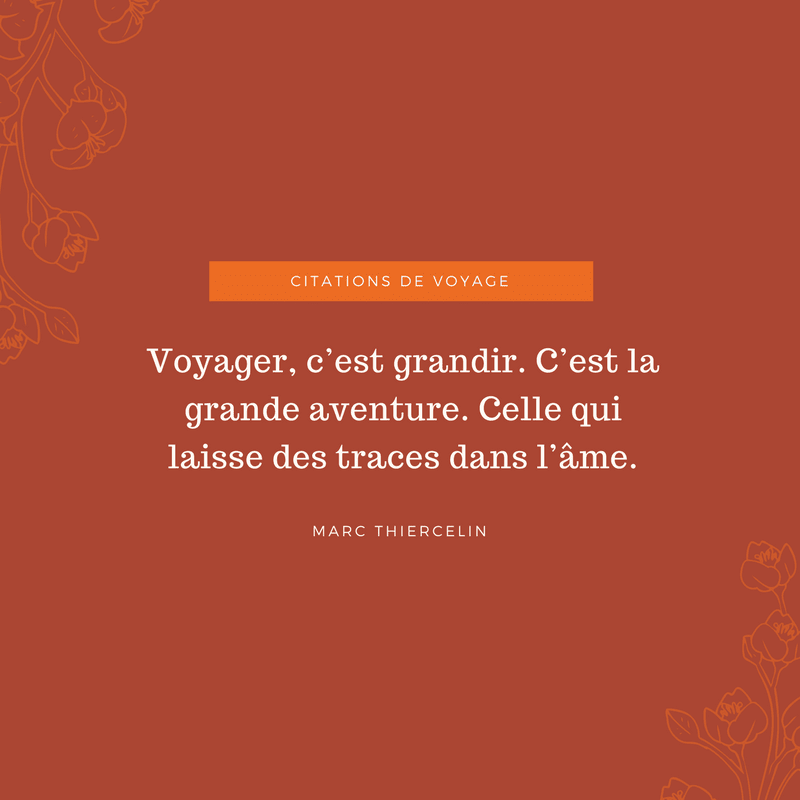 CITATIONS DE VOYAGE
Voyager, c’est grandir. C’est la
grande aventure. Celle qui
laisse des traces dans l’âme.
MARC THIERCELIN